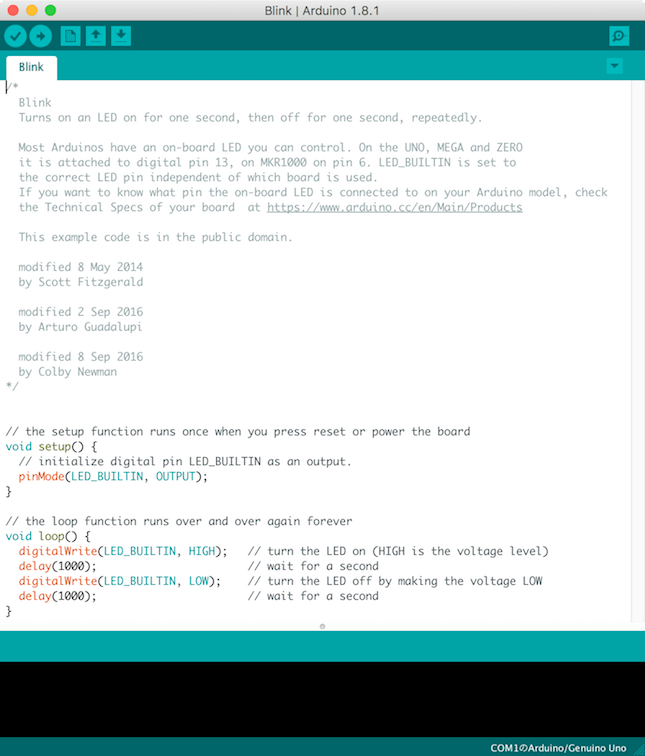 Blink | Arduino 1.8.1
Blink
/*
  Blink
  Turns on an LED on for one second, then off for one second, repeatedly.

  Most Arduinos have an on-board LED you can control. On the UNO, MEGA and ZERO
  it is attached to digital pin 13, on MKR1000 on pin 6. LED_BUILTIN is set to
  the correct LED pin independent of which board is used.
  If you want to know what pin the on-board LED is connected to on your Arduino model, check
  the Technical Specs of your board  at https://www.arduino.cc/en/Main/Products

  This example code is in the public domain.

  modified 8 May 2014
  by Scott Fitzgerald

  modified 2 Sep 2016
  by Arturo Guadalupi

  modified 8 Sep 2016
  by Colby Newman
*/

// the setup function runs once when you press reset or power the board
void setup() {
  // initialize digital pin LED_BUILTIN as an output.
  pinMode(LED_BUILTIN, OUTPUT);
}

// the loop function runs over and over again forever
void loop() {
  digitalWrite(LED_BUILTIN, HIGH);   // turn the LED on (HIGH is the voltage level)
  delay(1000);                       // wait for a second
  digitalWrite(LED_BUILTIN, LOW);    // turn the LED off by making the voltage LOW
  delay(1000);                       // wait for a second
}
COM1のArduino/Genuino Uno